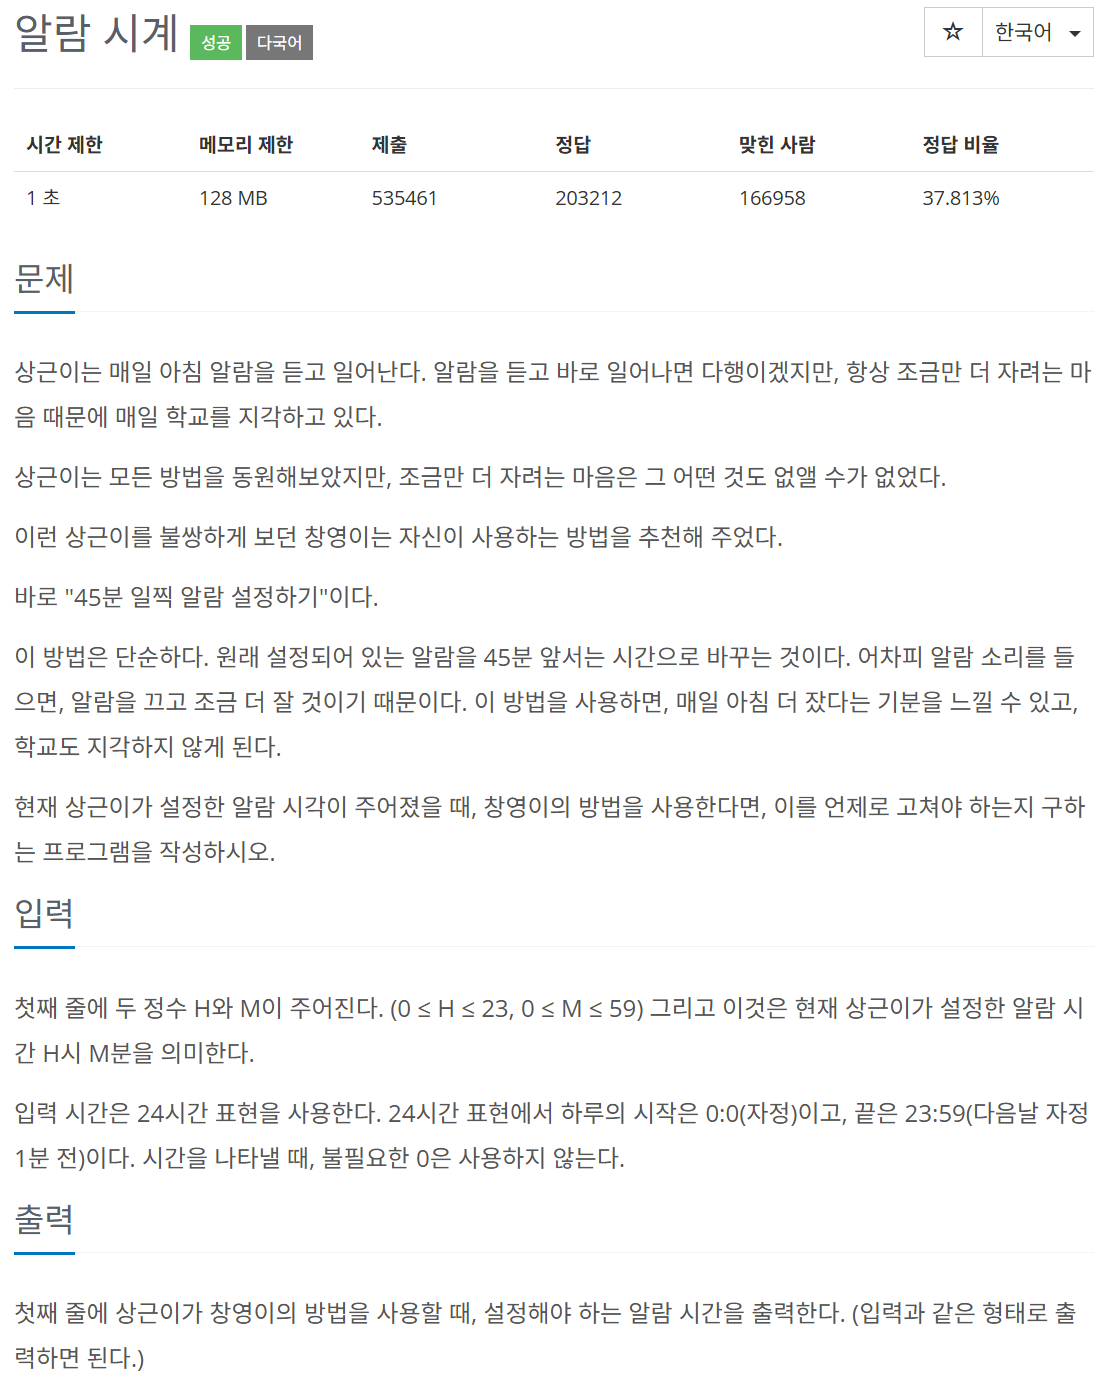 알람 시계 성공 다국어 ☆ 한국어
시간 제한 메모리 제한 제출 정답 맞힌 사람 정답 비율
1 초 128 MB 535461 203212 166958 37.813%
문제
상근이는 매일 아침 알람을 듣고 일어난다. 알람을 듣고 바로 일어나면 다행이겠지만, 항상 조금만 더 자려는 마
음 때문에 매일 학교를 지각하고 있다.
상근이는 모든 방법을 동원해보았지만, 조금만 더 자려는 마음은 그 어떤 것도 없앨 수가 없었다.
이런 상근이를 불쌍하게 보던 창영이는 자신이 사용하는 방법을 추천해 주었다.
바로 "45분 일찍 알람 설정하기"이다.
이 방법은 단순하다. 원래 설정되어 있는 알람을 45분 앞서는 시간으로 바꾸는 것이다. 어차피 알람 소리를 들
으면, 알람을 끄고 조금 더 잘 것이기 때문이다. 이 방법을 사용하면, 매일 아침 더 잤다는 기분을 느낄 수 있고,
학교도 지각하지 않게 된다.
현재 상근이가 설정한 알람 시각이 주어졌을 때, 창영이의 방법을 사용한다면, 이를 언제로 고쳐야 하는지 구하
는 프로그램을 작성하시오.
입력
첫째 줄에 두 정수 H와 M이 주어진다. (0 ≤ H ≤ 23, 0 ≤ M ≤ 59) 그리고 이것은 현재 상근이가 설정한 알람 시
간 H시 M분을 의미한다.
입력 시간은 24시간 표현을 사용한다. 24시간 표현에서 하루의 시작은 0:0(자정)이고, 끝은 23:59(다음날 자정
1분 전)이다. 시간을 나타낼 때, 불필요한 0은 사용하지 않는다.
출력
첫째 줄에 상근이가 창영이의 방법을 사용할 때, 설정해야 하는 알람 시간을 출력한다. (입력과 같은 형태로 출
력하면 된다.)